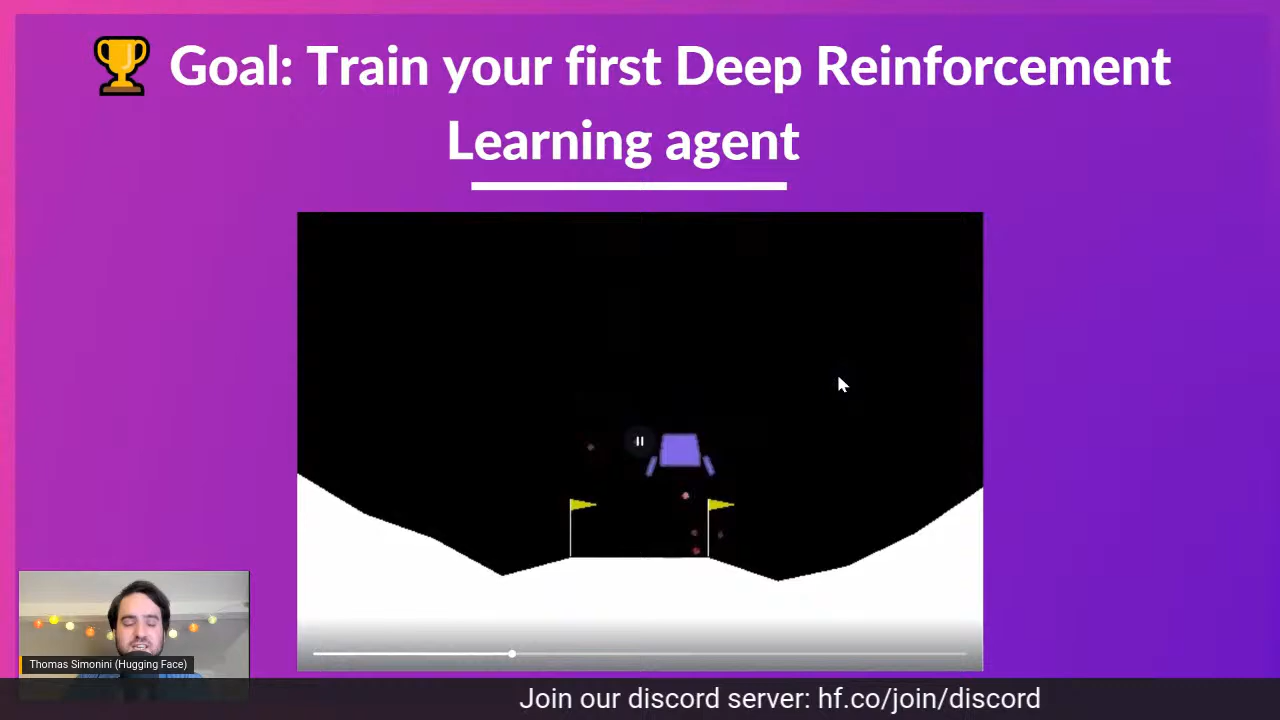 🏆 Goal: Train your first Deep Reinforcement
Learning agent
Thomas Simonini (Hugging Face)
Join our discord server: hf.co/join/discord